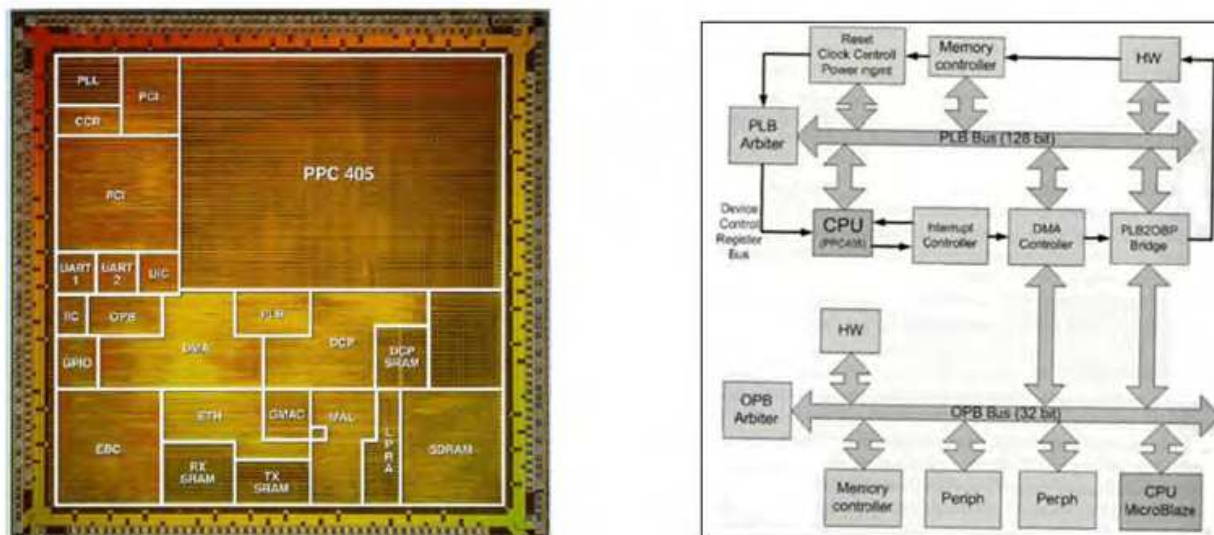 PLL
PCI
CCR
PPC 405
PCI
UART
1
UART
2
UIC
IIC
OPB
PLB
GPIO
DMA
DCP
DCP
SRAM
ETH
GMAC
MAL
L
P
R
A
EBC
SDRAM
RX
SRAM
TX
SRAM
Reset
Clock Controll
Power mgmt
Memory
controller
HW
PLB
Arbiter
PLB Bus (128 bit)
Device
Control
Register
Bus
CPU
(PPC405)
Interrupt
Controller
DMA
Controller
PLB2OBP
Bridge
HW
OPB
Arbiter
OPB Bus (32 bit)
Memory
controller
Periph
Perph
CPU
MicroBlaze